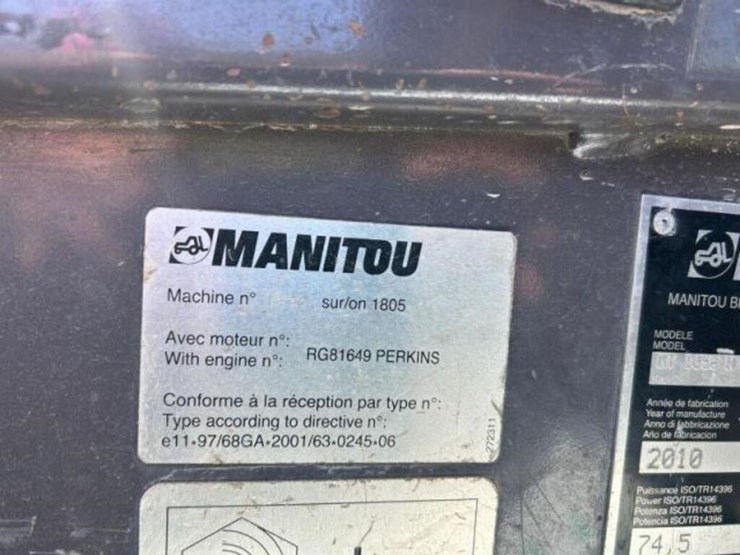 MANITOU
Machine n° sur/on 1805
Avec moteur n°:
With engine n°: RG81649 PERKINS
Conforme à la réception par type n°:
Type according to directive n°:
e11*97/68GA*2001/63*0245*06
272311
MANITOU
MODELE
MODEL
Année de fabrication
Year of manufacture
Anno di fabbricazione
Año de fabricacion
2010
Puissance ISO/TR14396
Power ISO/TR14396
Potenza ISO/TR14396
Potencia ISO/TR14396
74,5